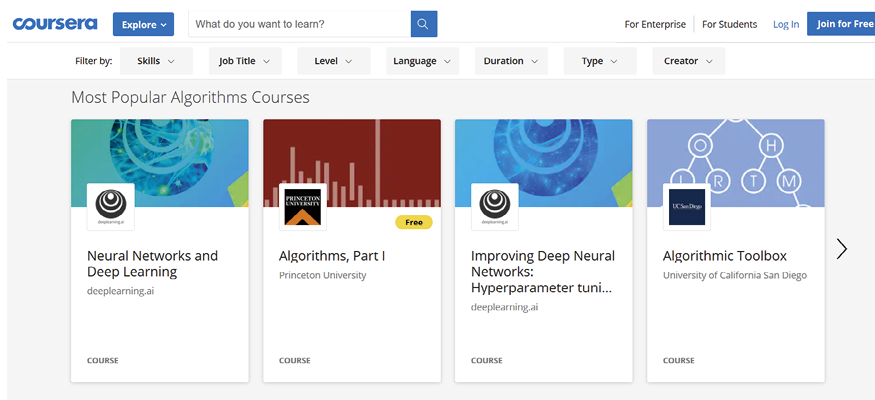 coursera Explore What do you want to learn? For Enterprise For Students Log In Join for Free
Filter by: Skills Job Title Level Language Duration Type Creator
Most Popular Algorithms Courses
deeplearning.ai
Neural Networks and
Deep Learning
deeplearning.ai
COURSE
PRINCETON
UNIVERSITY
Free
Algorithms, Part I
Princeton University
COURSE
deeplearning.ai
Improving Deep Neural
Networks:
Hyperparameter tuni...
deeplearning.ai
COURSE
O H
L R T M
UC San Diego
Algorithmic Toolbox
University of California San Diego
COURSE